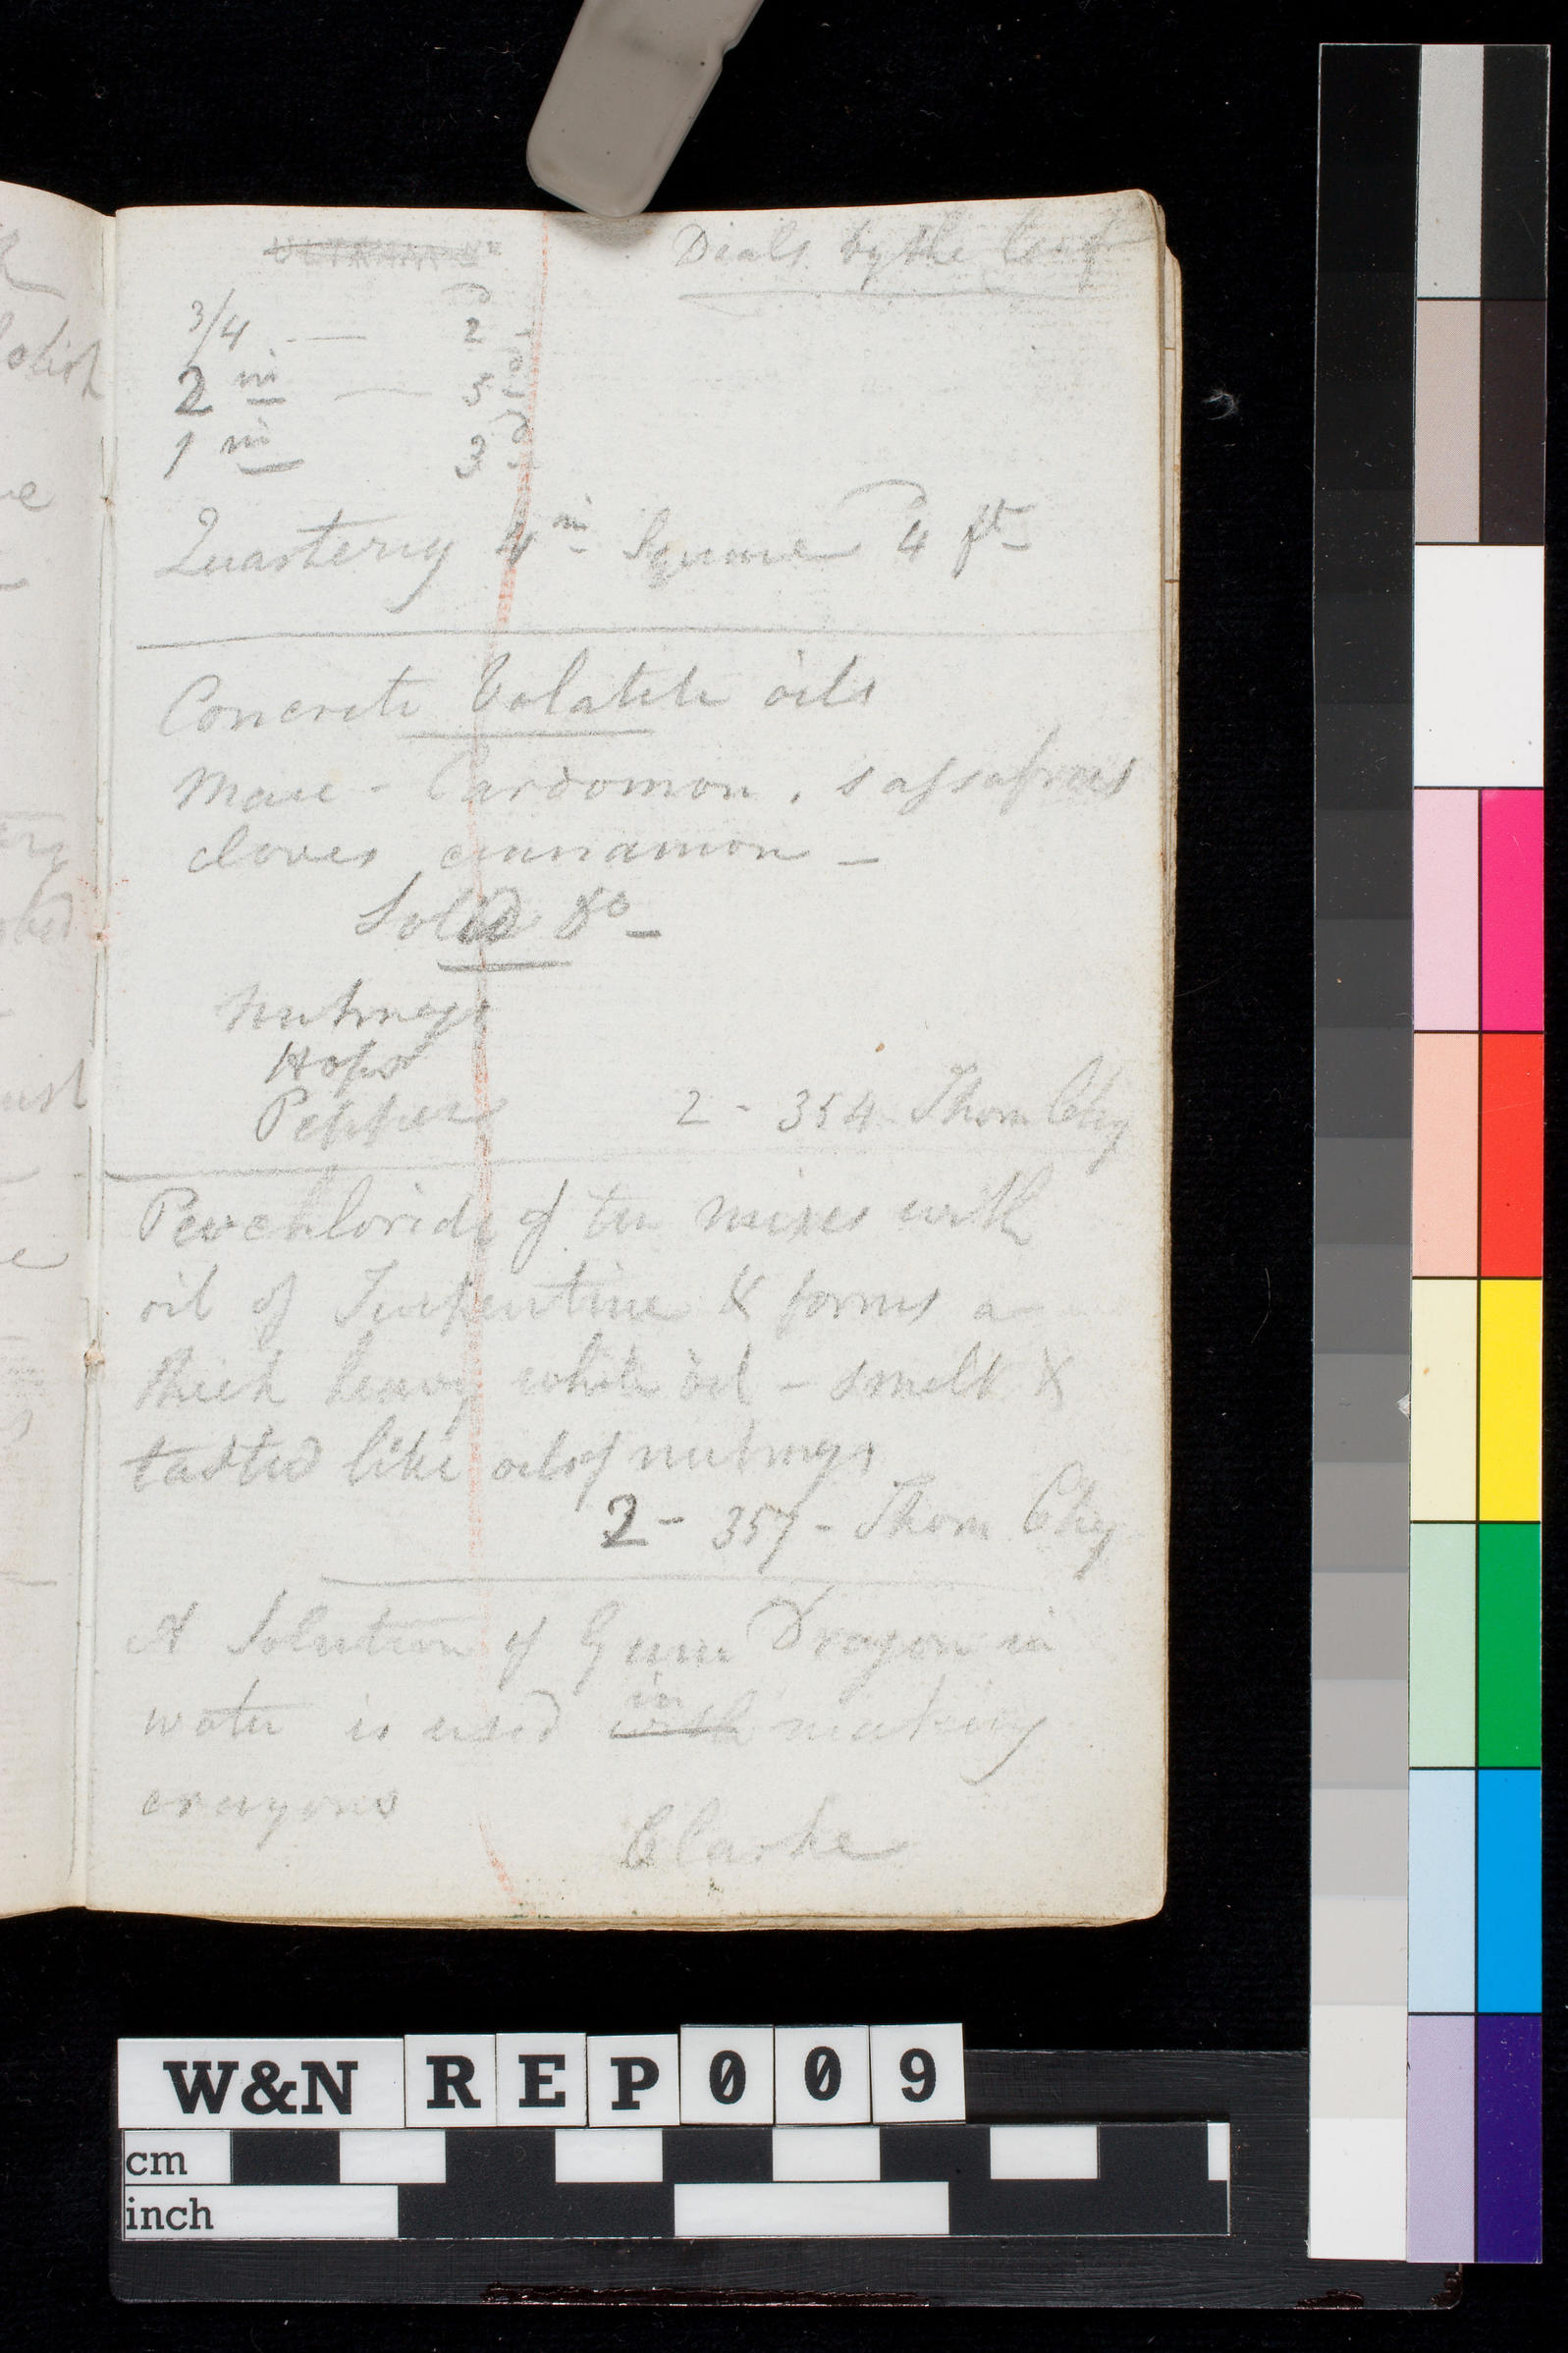 Deals by the
3/4 — 2 d
2 in — 5 d
1 in 3 d
Quartering 4 in Square 4 ft
Concrete Volatile oils
Mace - Cardomon . sassafras
cloves cinnamon —
Solid do —
Nutmegs
Hops
Pepper 2 - 354 Thom Chy
Perchloride of tin mixes with
oil of Turpentine & forms a
thick heavy white oil - smelt &
tasted like oil of nutmegs
2 - 357 - Thom Chy
A Solution of Gum Dragon in
water is used with in making
crayons
Clarke
W&N REP009
cm
inch